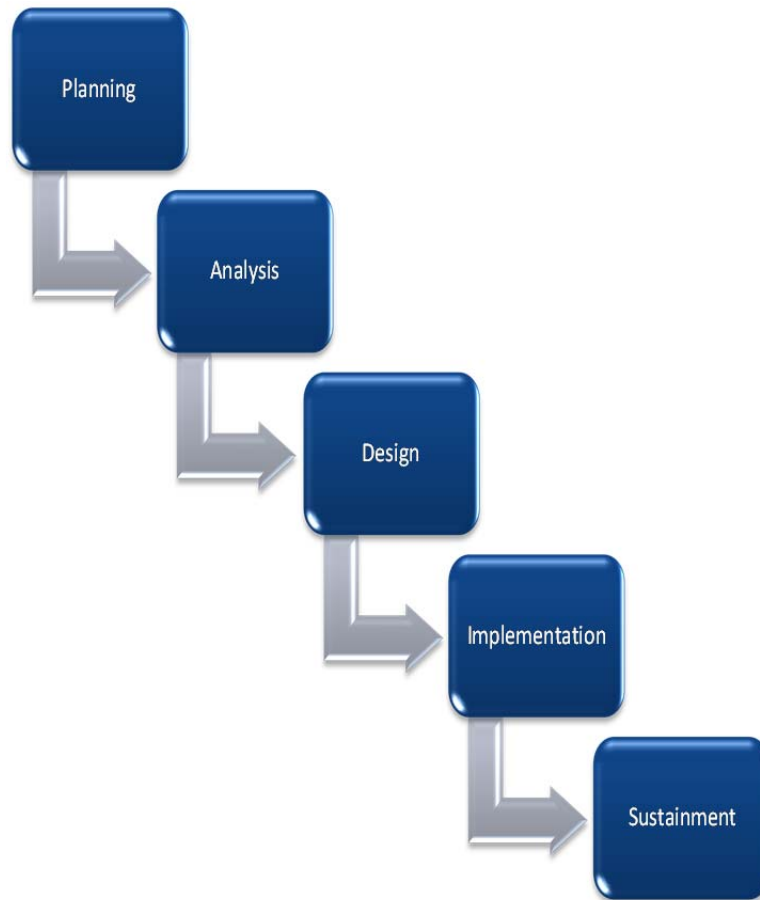 Planning
Analysis
Design
Implementation
Sustainment